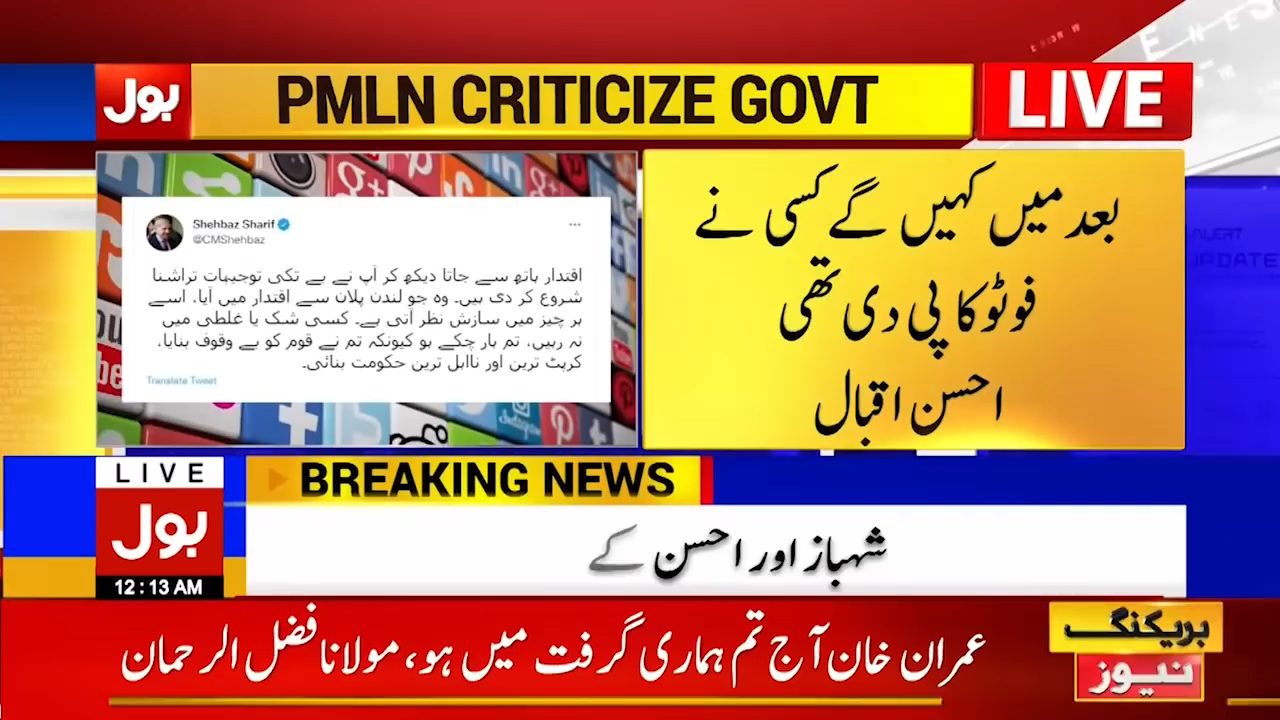 بول
PMLN CRITICIZE GOVT
LIVE
Shehbaz Sharif
@CMShehbaz
اقتدار ہاتھ سے جاتا دیکھ کر آپ نے بے تکی توجیہات تراشنا
شروع کر دی ہیں۔ وہ جو لندن پلان سے اقتدار میں آیا، اسے
ہر چیز میں سازش نظر آتی ہے۔ کسی شک یا غلطی میں
نہ رہیں، تم ہار چکے ہو کیونکہ تم نے قوم کو بے وقوف بنایا،
کرپٹ ترین اور نااہل ترین حکومت بنائی۔
Translate Tweet
بعد میں کہیں گے کسی نے
فوٹو کاپی دی تھی
احسن اقبال
LIVE
بول
12:13 AM
BREAKING NEWS
شہباز اور احسن کے
عمران خان آج تم ہماری گرفت میں ہو، مولانا فضل الرحمان
بریکنگ
نیوز